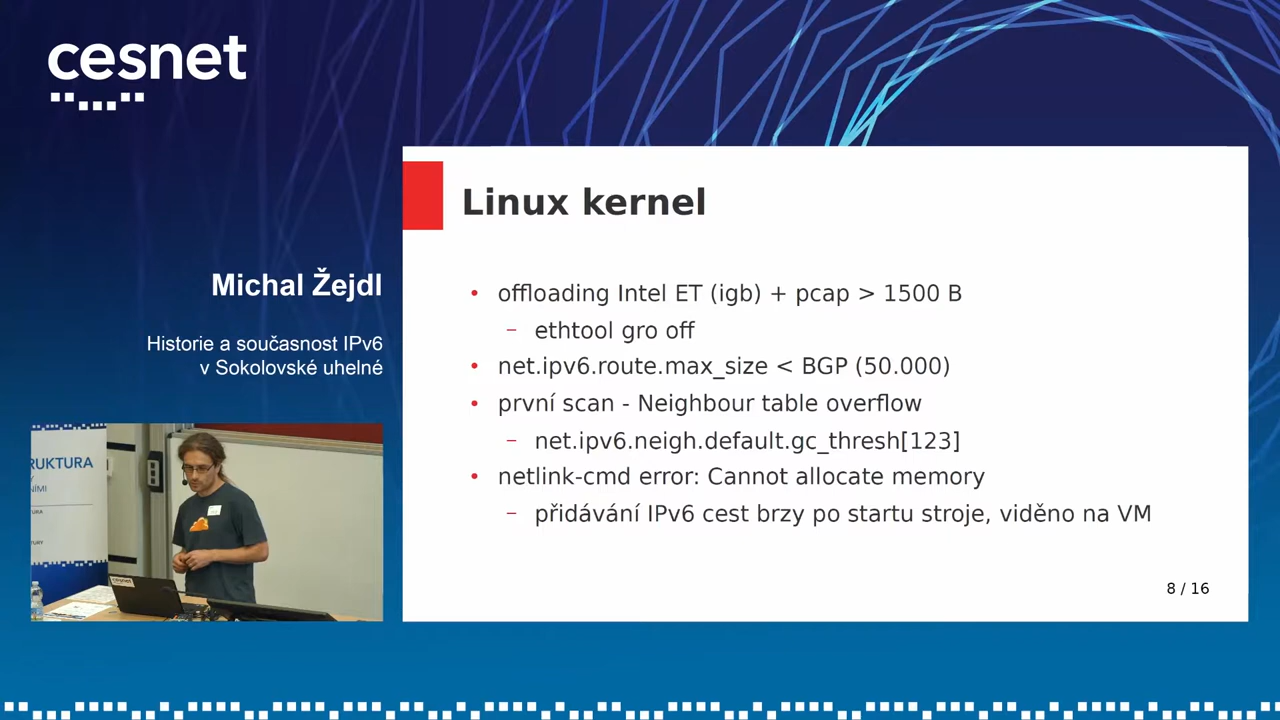 cesnet
Michal Žejdl
Historie a současnost IPv6
v Sokolovské uhelné
Linux kernel
• offloading Intel ET (igb) + pcap > 1500 B
– ethtool gro off
• net.ipv6.route.max_size < BGP (50.000)
• první scan - Neighbour table overflow
– net.ipv6.neigh.default.gc_thresh[123]
• netlink-cmd error: Cannot allocate memory
– přidávání IPv6 cest brzy po startu stroje, viděno na VM
8 / 16
RUKTURA
cesnet